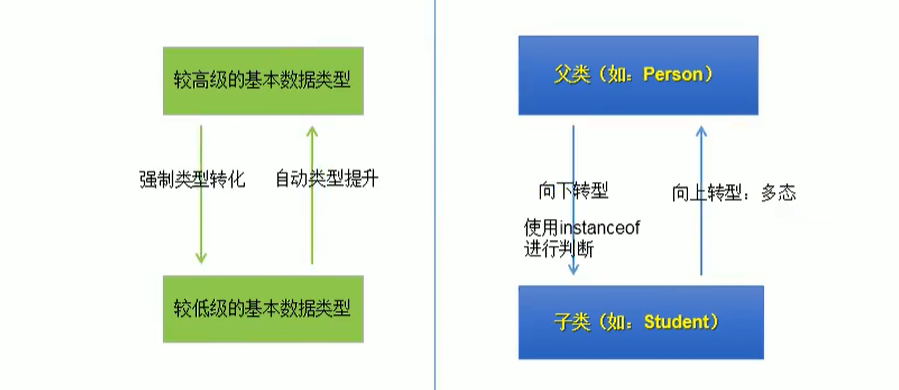 较高级的基本数据类型
强制类型转化
自动类型提升
较低级的基本数据类型
父类（如：Person）
向下转型
使用instanceof
进行判断
向上转型：多态
子类（如：Student）